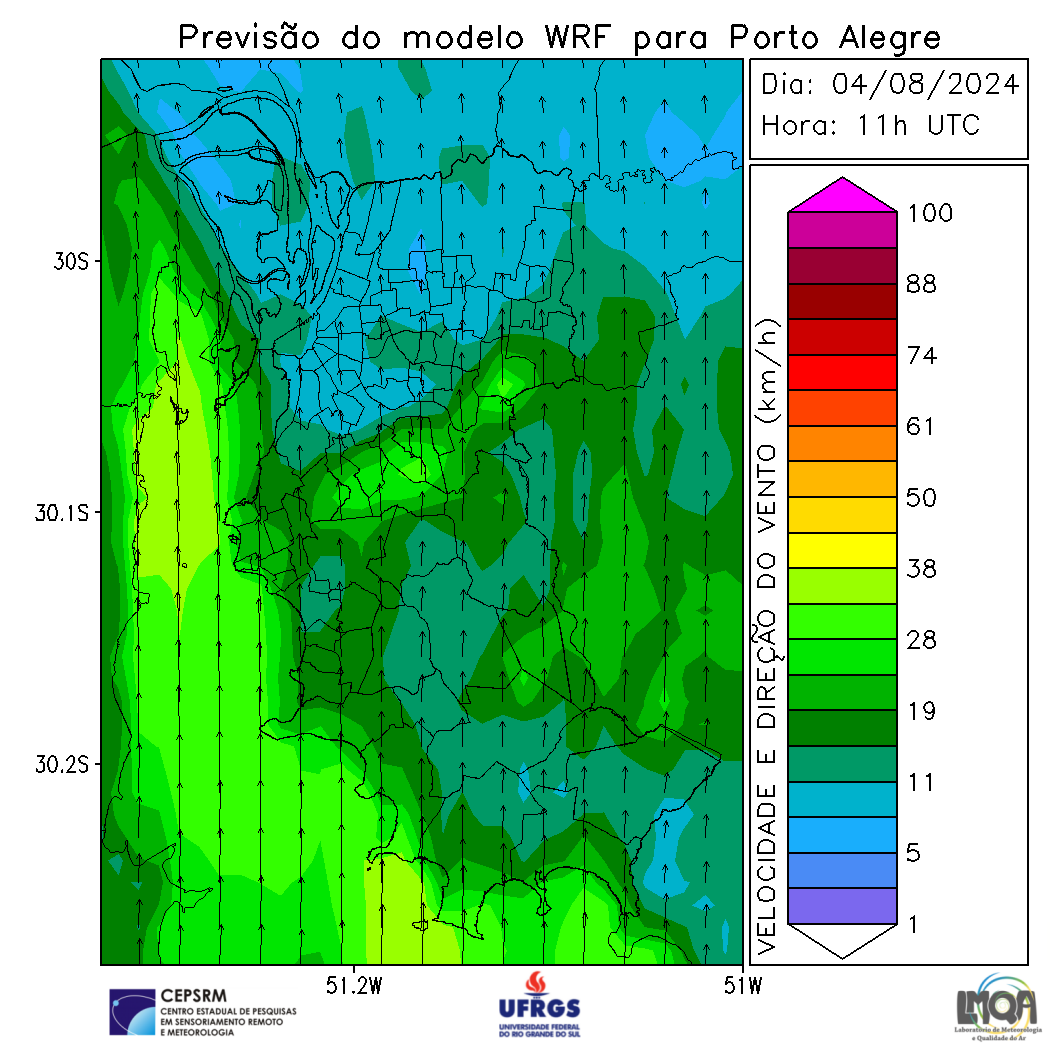 Previsão do modelo WRF para Porto Alegre
Dia: 04/08/2024
Hora: 11h UTC
30S
30.1S
30.2S
51.2W
51W
VELOCIDADE E DIREÇÃO DO VENTO (km/h)
100
88
74
61
50
38
28
19
11
5
1
CEPSRM
CENTRO ESTADUAL DE PESQUISAS
EM SENSORIAMENTO REMOTO
E METEOROLOGIA
UFRGS
UNIVERSIDADE FEDERAL
DO RIO GRANDE DO SUL
LMQA
Laboratório de Meteorologia
e Qualidade do Ar